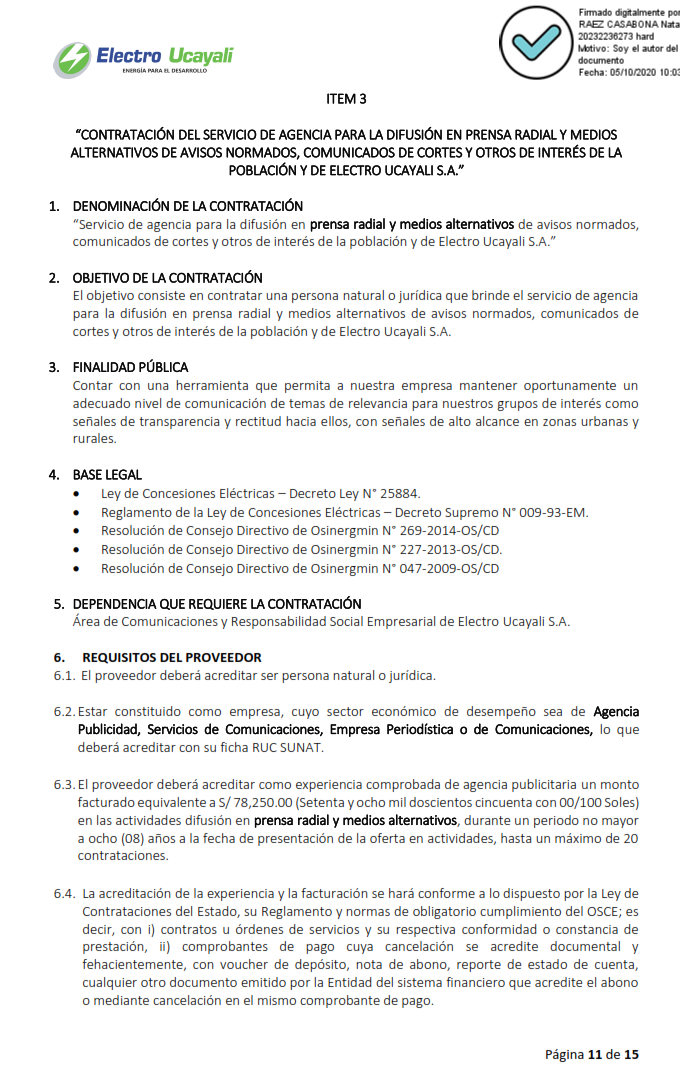 Firmado digitalmente por
RAEZ CASABONA Nata
20232236273 hard
Motivo: Soy el autor del
documento
Fecha: 05/10/2020 10:03
Electro Ucayali
ENERGÍA PARA EL DESARROLLO
ITEM 3
“CONTRATACIÓN DEL SERVICIO DE AGENCIA PARA LA DIFUSIÓN EN PRENSA RADIAL Y MEDIOS
ALTERNATIVOS DE AVISOS NORMADOS, COMUNICADOS DE CORTES Y OTROS DE INTERÉS DE LA
POBLACIÓN Y DE ELECTRO UCAYALI S.A.”
1. DENOMINACIÓN DE LA CONTRATACIÓN
“Servicio de agencia para la difusión en prensa radial y medios alternativos de avisos normados,
comunicados de cortes y otros de interés de la población y de Electro Ucayali S.A.”
2. OBJETIVO DE LA CONTRATACIÓN
El objetivo consiste en contratar una persona natural o jurídica que brinde el servicio de agencia
para la difusión en prensa radial y medios alternativos de avisos normados, comunicados de
cortes y otros de interés de la población y de Electro Ucayali S.A.
3. FINALIDAD PÚBLICA
Contar con una herramienta que permita a nuestra empresa mantener oportunamente un
adecuado nivel de comunicación de temas de relevancia para nuestros grupos de interés como
señales de transparencia y rectitud hacia ellos, con señales de alto alcance en zonas urbanas y
rurales.
4. BASE LEGAL
• Ley de Concesiones Eléctricas – Decreto Ley N° 25884.
• Reglamento de la Ley de Concesiones Eléctricas – Decreto Supremo N° 009-93-EM.
• Resolución de Consejo Directivo de Osinergmin N° 269-2014-OS/CD
• Resolución de Consejo Directivo de Osinergmin N° 227-2013-OS/CD.
• Resolución de Consejo Directivo de Osinergmin N° 047-2009-OS/CD
5. DEPENDENCIA QUE REQUIERE LA CONTRATACIÓN
Área de Comunicaciones y Responsabilidad Social Empresarial de Electro Ucayali S.A.
6. REQUISITOS DEL PROVEEDOR
6.1. El proveedor deberá acreditar ser persona natural o jurídica.
6.2. Estar constituido como empresa, cuyo sector económico de desempeño sea de Agencia
Publicidad, Servicios de Comunicaciones, Empresa Periodística o de Comunicaciones, lo que
deberá acreditar con su ficha RUC SUNAT.
6.3. El proveedor deberá acreditar como experiencia comprobada de agencia publicitaria un monto
facturado equivalente a S/ 78,250.00 (Setenta y ocho mil doscientos cincuenta con 00/100 Soles)
en las actividades difusión en prensa radial y medios alternativos, durante un periodo no mayor
a ocho (08) años a la fecha de presentación de la oferta en actividades, hasta un máximo de 20
contrataciones.
6.4. La acreditación de la experiencia y la facturación se hará conforme a lo dispuesto por la Ley de
Contrataciones del Estado, su Reglamento y normas de obligatorio cumplimiento del OSCE; es
decir, con i) contratos u órdenes de servicios y su respectiva conformidad o constancia de
prestación, ii) comprobantes de pago cuya cancelación se acredite documental y
fehacientemente, con voucher de depósito, nota de abono, reporte de estado de cuenta,
cualquier otro documento emitido por la Entidad del sistema financiero que acredite el abono
o mediante cancelación en el mismo comprobante de pago.
Página 11 de 15